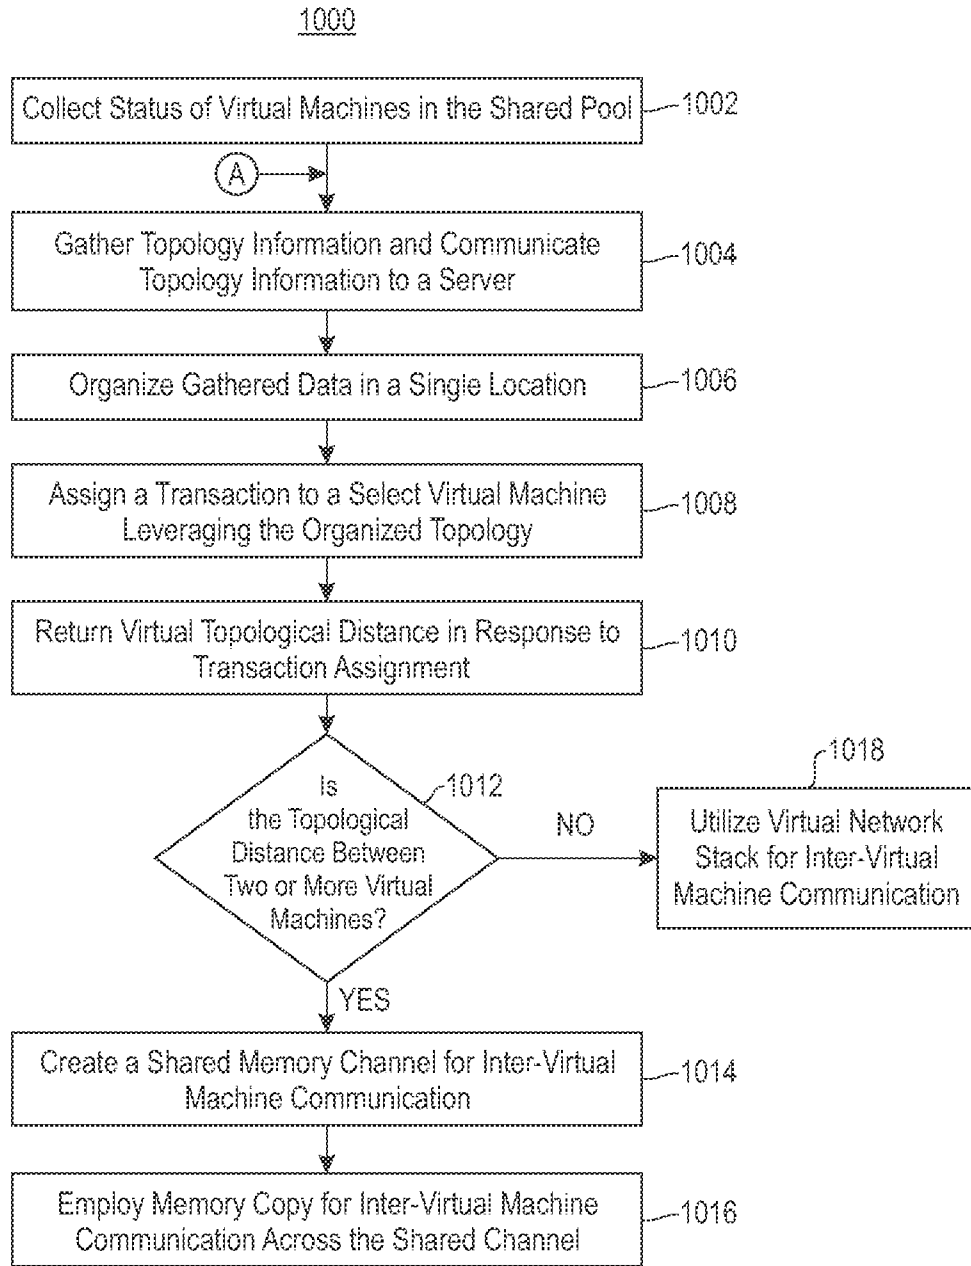 1000
Collect Status of Virtual Machines in the Shared Pool
1002
A
Gather Topology Information and Communicate
Topology Information to a Server
1004
Organize Gathered Data in a Single Location
1006
Assign a Transaction to a Select Virtual Machine
Leveraging the Organized Topology
1008
Return Virtual Topological Distance in Response to
Transaction Assignment
1010
Is
the Topological
Distance Between
Two or More Virtual
Machines?
1012
NO
1018
Utilize Virtual Network
Stack for Inter-Virtual
Machine Communication
YES
Create a Shared Memory Channel for Inter-Virtual
Machine Communication
1014
Employ Memory Copy for Inter-Virtual Machine
Communication Across the Shared Channel
1016